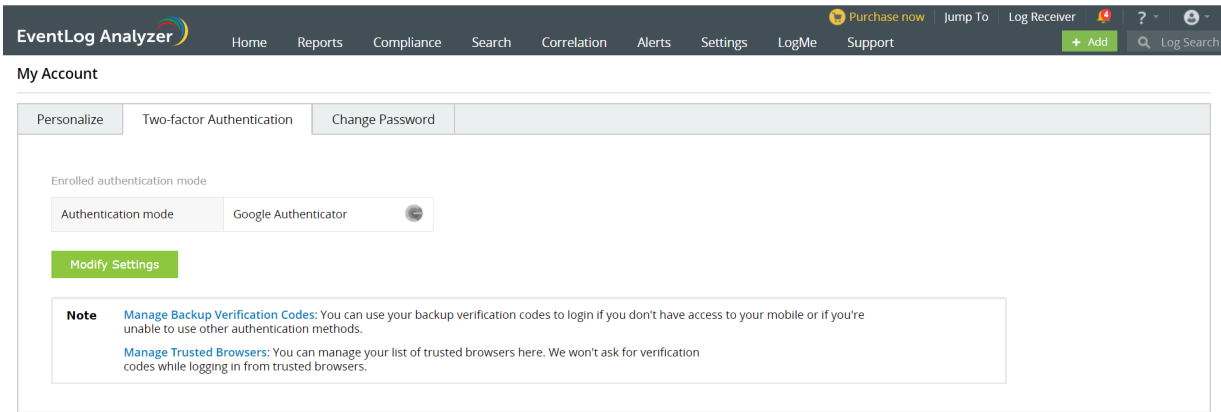 Purchase now Jump To Log Receiver 4 ?
EventLog Analyzer Home Reports Compliance Search Correlation Alerts Settings LogMe Support + Add Log Search
My Account
Personalize Two-factor Authentication Change Password
Enrolled authentication mode
Authentication mode Google Authenticator
Modify Settings
Note Manage Backup Verification Codes: You can use your backup verification codes to login if you don't have access to your mobile or if you're
unable to use other authentication methods.
Manage Trusted Browsers: You can manage your list of trusted browsers here. We won't ask for verification
codes while logging in from trusted browsers.